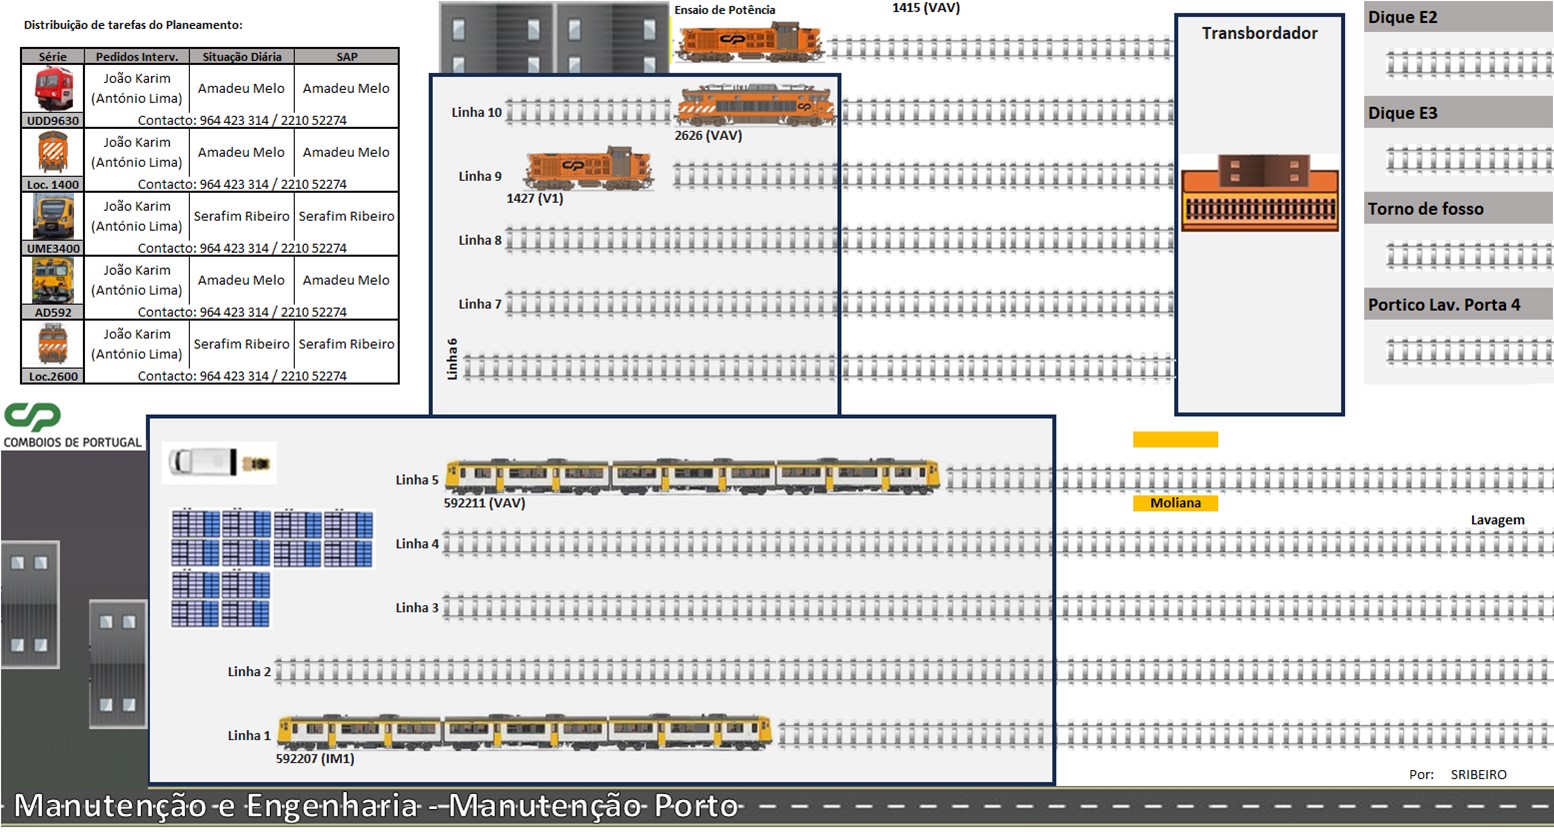 Distribuição de tarefas do Planeamento:
Série Pedidos Interv. Situação Diária SAP
João Karim
(António Lima) Amadeu Melo Amadeu Melo
UDD9630 Contacto: 964 423 314 / 2210 52274
João Karim
(António Lima) Amadeu Melo Amadeu Melo
Loc. 1400 Contacto: 964 423 314 / 2210 52274
João Karim
(António Lima) Serafim Ribeiro Serafim Ribeiro
UME3400 Contacto: 964 423 314 / 2210 52274
João Karim
(António Lima) Amadeu Melo Amadeu Melo
AD592 Contacto: 964 423 314 / 2210 52274
João Karim
(António Lima) Serafim Ribeiro Serafim Ribeiro
Loc.2600 Contacto: 964 423 314 / 2210 52274
Ensaio de Potência
1415 (VAV)
Linha 10
2626 (VAV)
Linha 9
1427 (V1)
Linha 8
Linha 7
Linha 6
Transbordador
Dique E2
Dique E3
Torno de fosso
Portico Lav. Porta 4
CP
COMBOIOS DE PORTUGAL
Linha 5
592211 (VAV)
Moliana
Lavagem
Linha 4
Linha 3
Linha 2
Linha 1
592207 (IM1)
Por: SRIBEIRO
Manutenção e Engenharia - Manutenção Porto